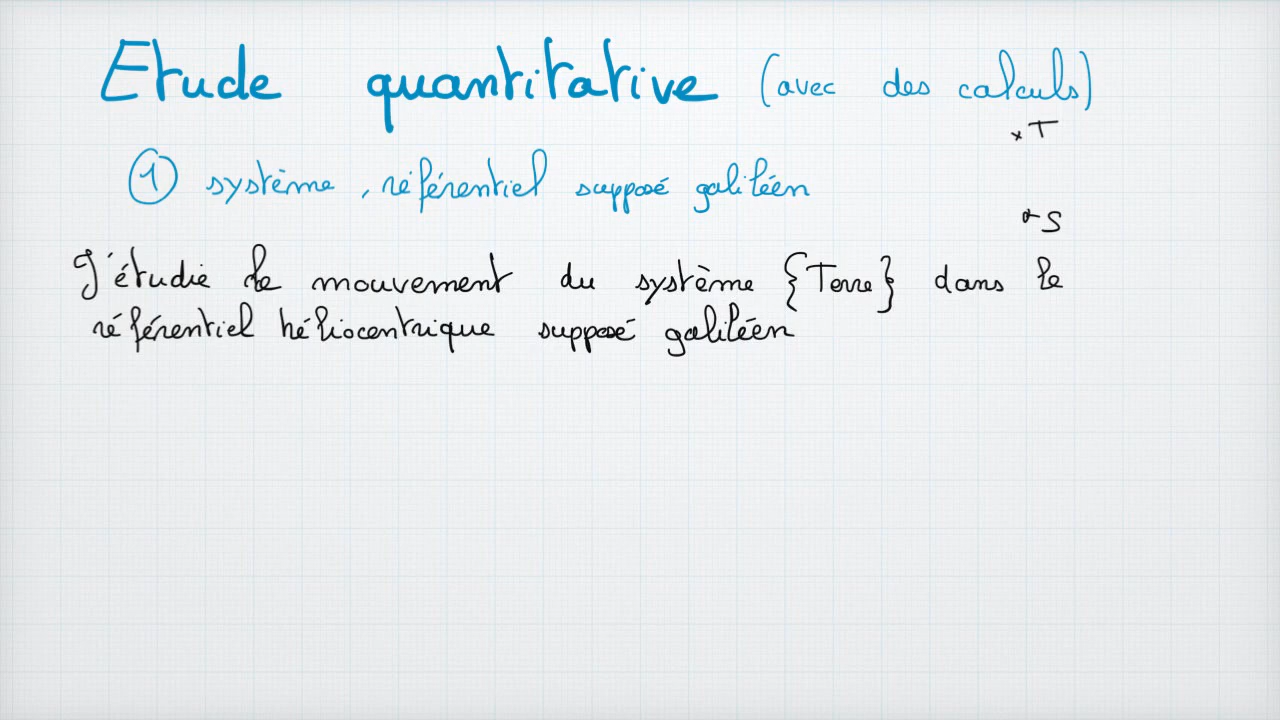 Etude quantitative (avec des calculs)
× T
① système, référentiel supposé galiléen
× S
J'étudie le mouvement du système {Terre} dans le
référentiel héliocentrique supposé galiléen